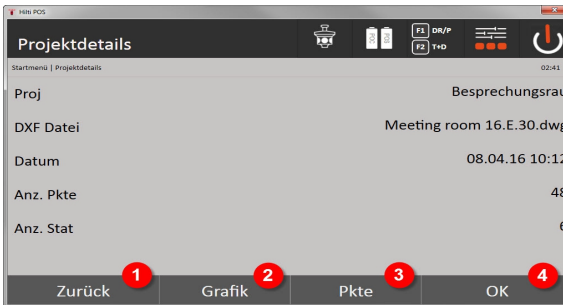 Hilti POS
Projektdetails
POC
POS
F1 DR/P
F2 T+D
Startmenü | Projektdetails
02:41
Proj
Besprechungsrau
DXF Datei
Meeting room 16.E.30.dwg
Datum
08.04.16 10:12
Anz. Pkte
48
Anz. Stat
6
1
2
3
4
Zurück
Grafik
Pkte
OK